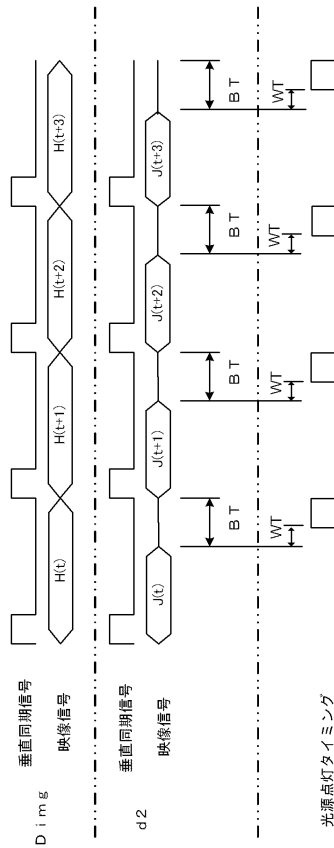 Dimg
垂直同期信号
映像信号
H(t)
H(t+1)
H(t+2)
H(t+3)
d2
垂直同期信号
映像信号
J(t)
J(t+1)
J(t+2)
J(t+3)
BT
BT
BT
BT
光源点灯タイミング
WT
WT
WT
WT